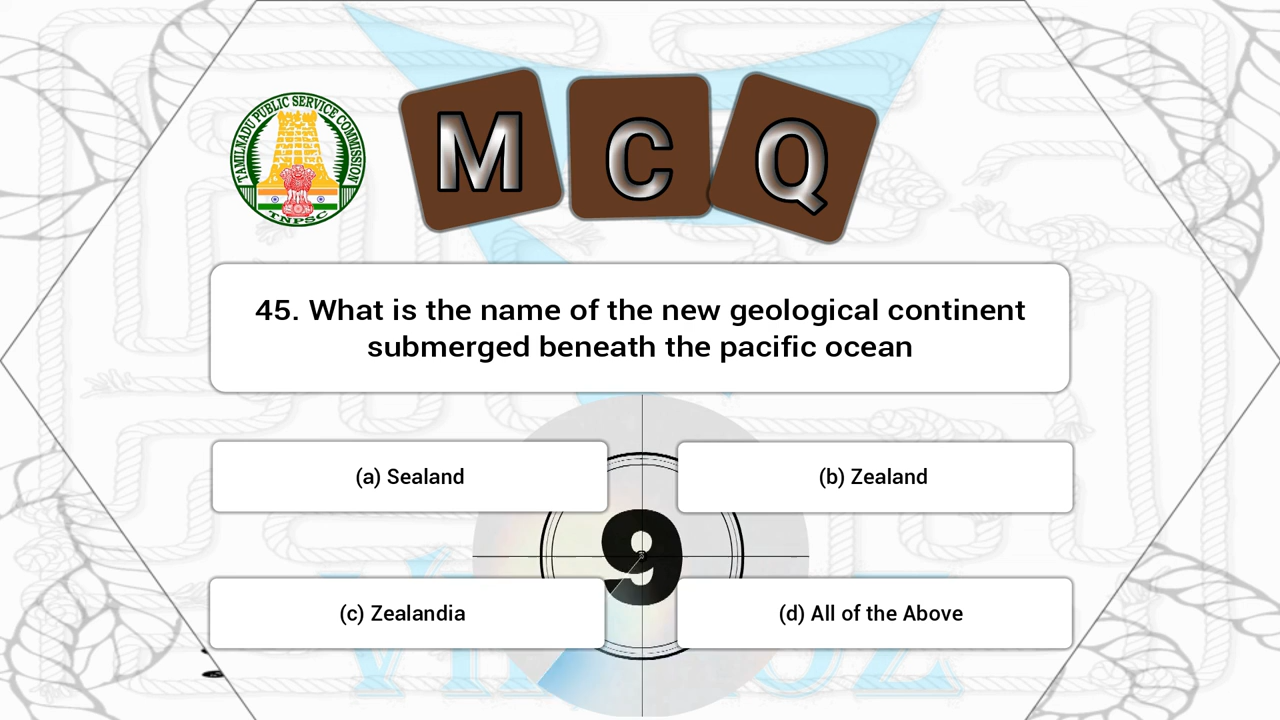 TAMILNADU PUBLIC SERVICE COMMISSION
TNPSC
M C Q
45. What is the name of the new geological continent
submerged beneath the pacific ocean
(a) Sealand
(b) Zealand
9
(c) Zealandia
(d) All of the Above